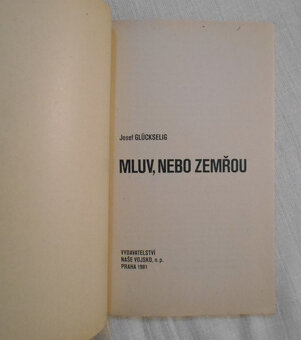 Josef GLÜCKSELIG
MLUV, NEBO ZEMŘOU
VYDAVATELSTVÍ
NAŠE VOJSKO, n. p.
PRAHA 1981